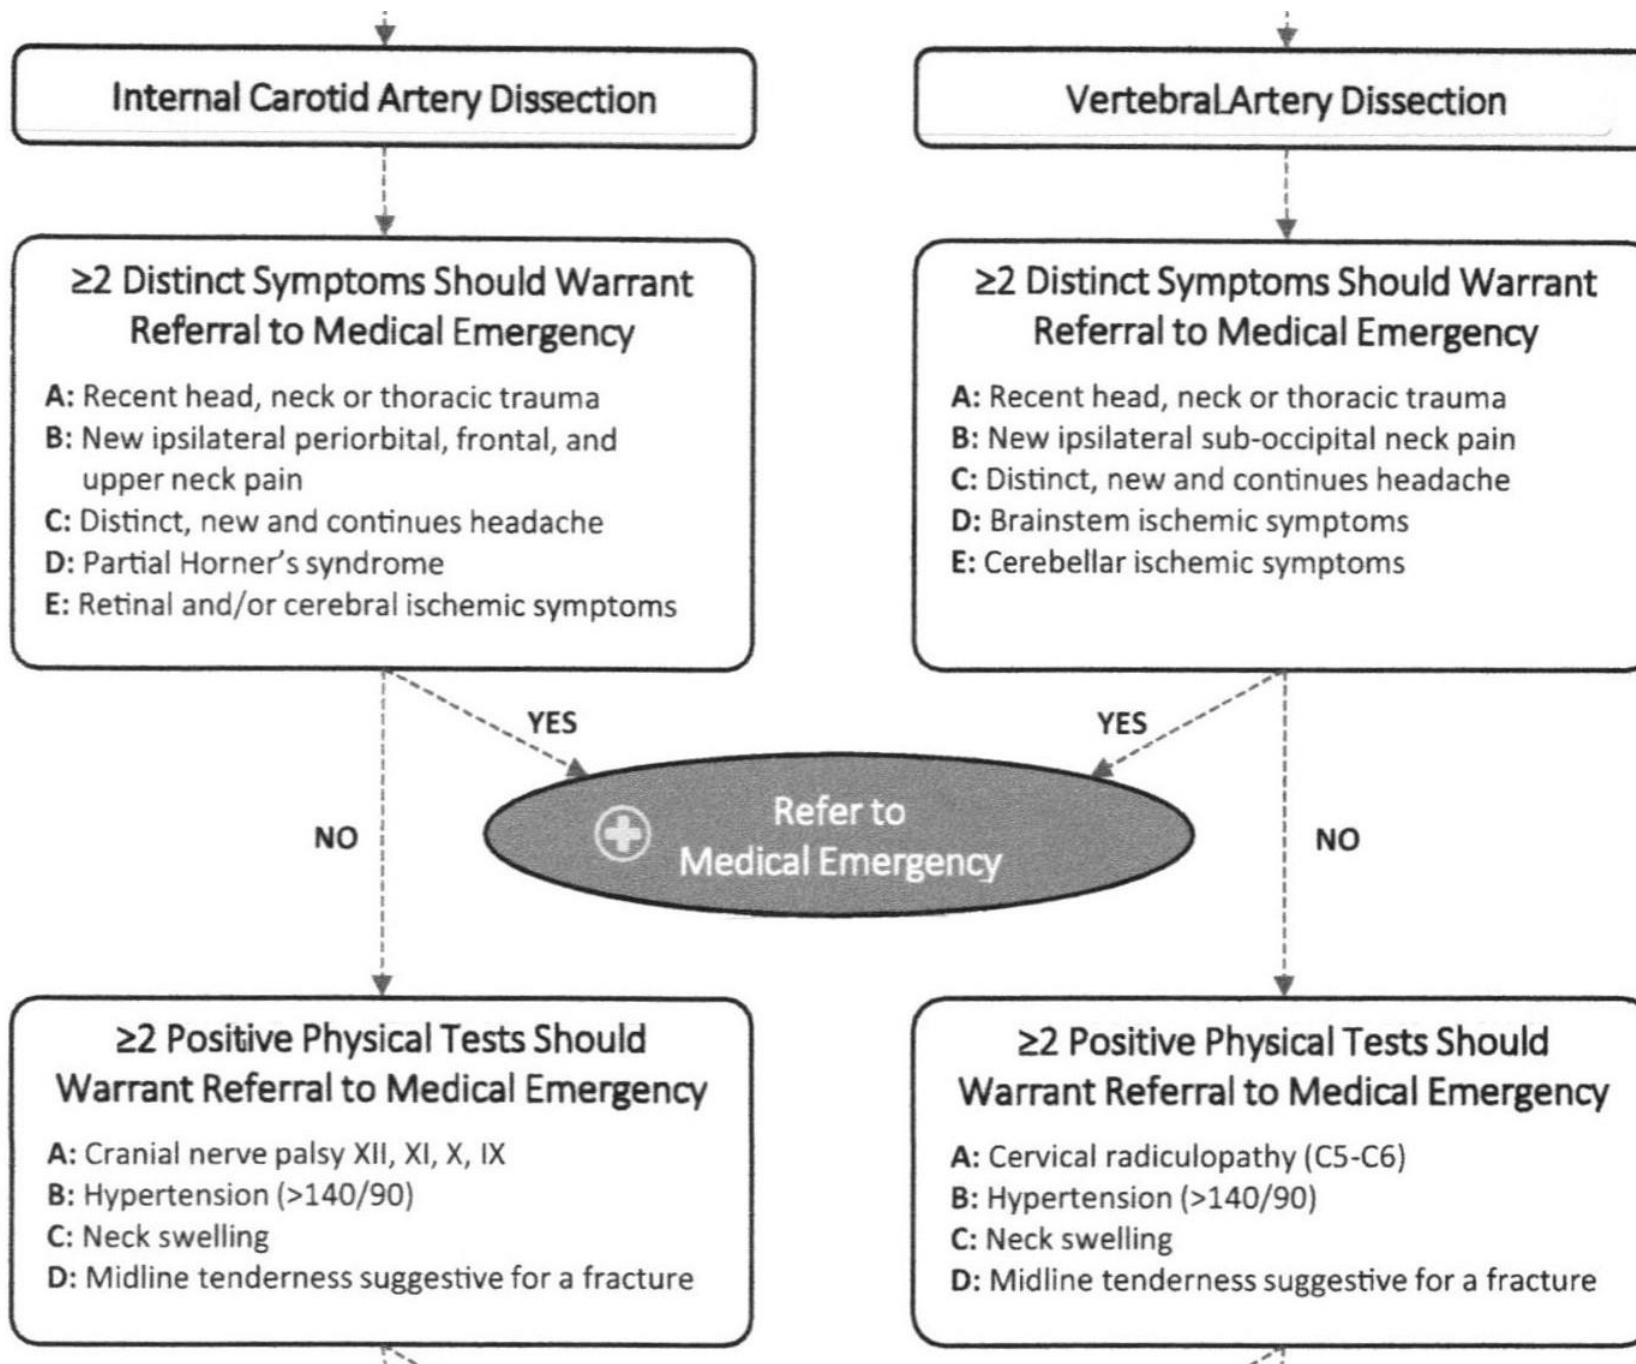 Internal Carotid Artery Dissection
≥2 Distinct Symptoms Should Warrant
Referral to Medical Emergency
A: Recent head, neck or thoracic trauma
B: New ipsilateral periorbital, frontal, and
upper neck pain
C: Distinct, new and continues headache
D: Partial Horner's syndrome
E: Retinal and/or cerebral ischemic symptoms
Vertebral Artery Dissection
≥2 Distinct Symptoms Should Warrant
Referral to Medical Emergency
A: Recent head, neck or thoracic trauma
B: New ipsilateral sub-occipital neck pain
C: Distinct, new and continues headache
D: Brainstem ischemic symptoms
E: Cerebellar ischemic symptoms
YES
YES
NO
Refer to
Medical Emergency
NO
≥2 Positive Physical Tests Should
Warrant Referral to Medical Emergency
A: Cranial nerve palsy XII, XI, X, IX
B: Hypertension (>140/90)
C: Neck swelling
D: Midline tenderness suggestive for a fracture
≥2 Positive Physical Tests Should
Warrant Referral to Medical Emergency
A: Cervical radiculopathy (C5-C6)
B: Hypertension (>140/90)
C: Neck swelling
D: Midline tenderness suggestive for a fracture